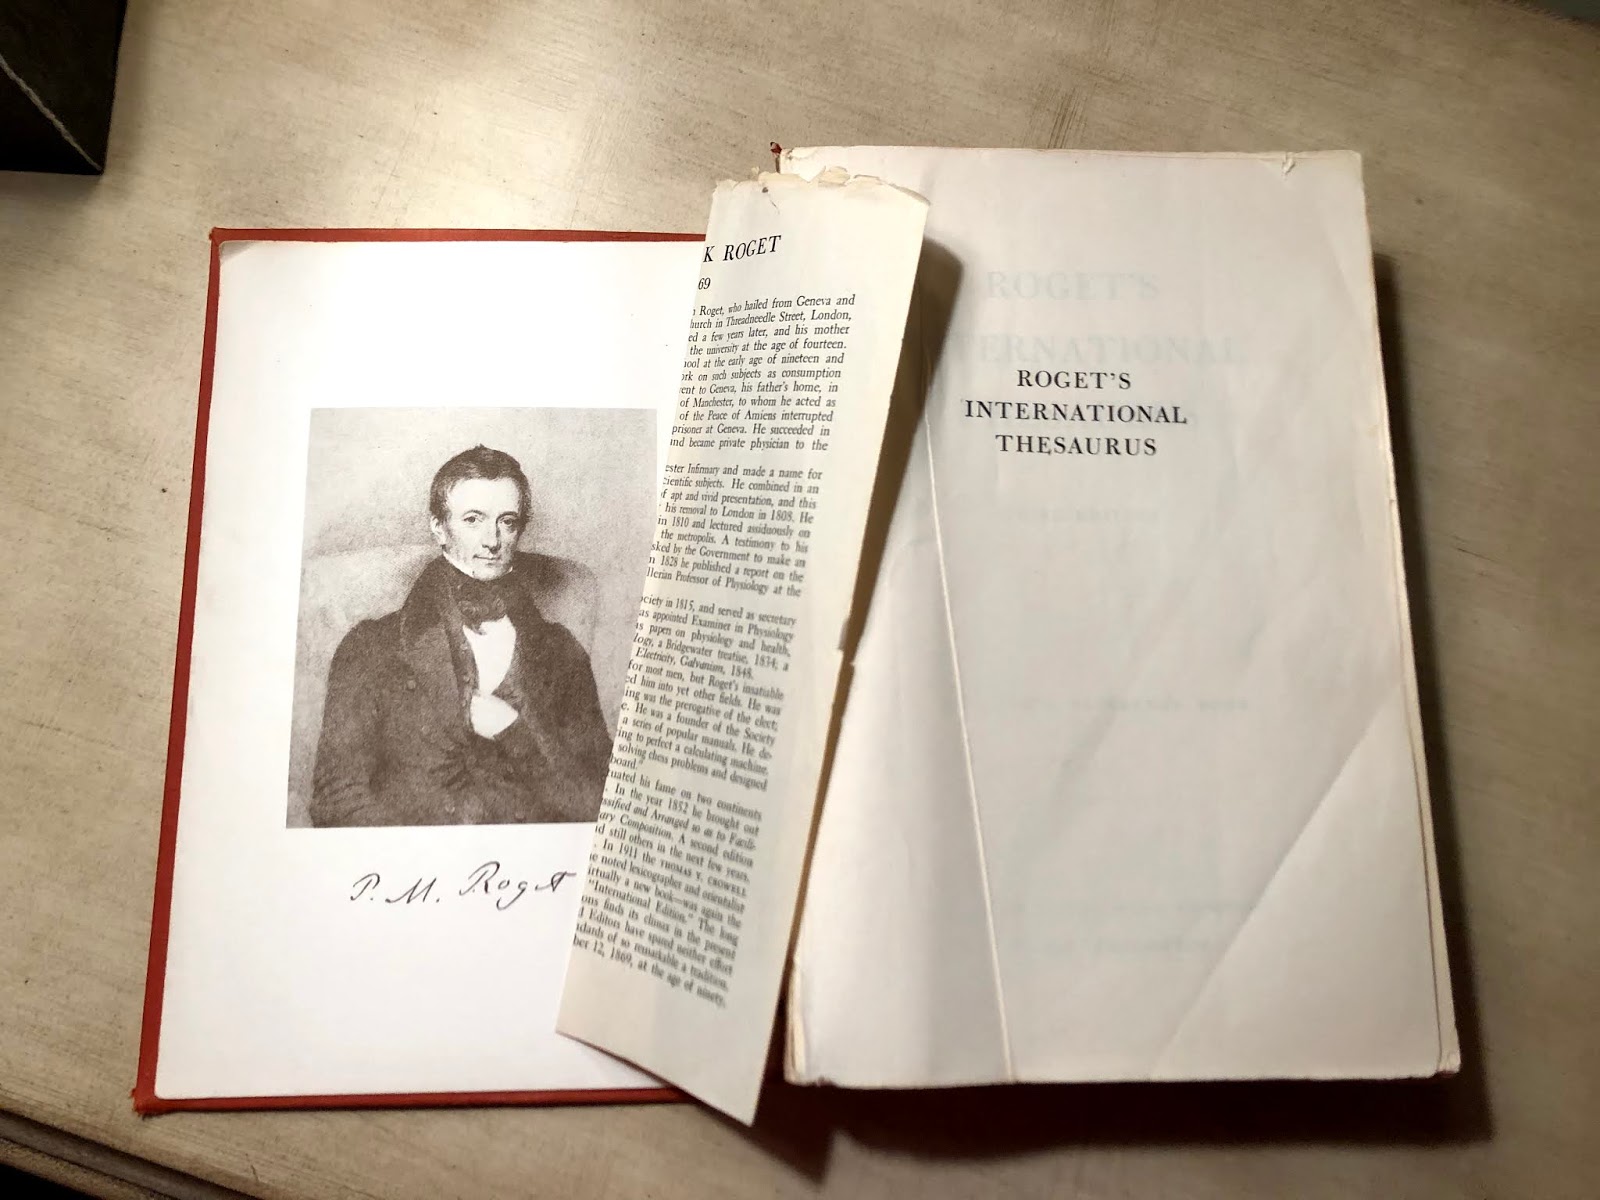 P. M. Roget
K ROGET
69
Roget, who hailed from Geneva and
hurch in Threadneedle Street, London,
ed a few years later, and his mother
the university at the age of fourteen.
ool at the early age of nineteen and
ork on such subjects as consumption
ent to Geneva, his father's home, in
of Manchester, to whom he acted as
of the Peace of Amiens interrupted
prisoner at Geneva. He succeeded in
nd became private physician to the
ester Infirmary and made a name for
cientific subjects. He combined in an
f apt and vivid presentation, and this
his removal to London in 1808. He
in 1810 and lectured assiduously on
the metropolis. A testimony to his
sked by the Government to make an
n 1828 he published a report on the
llerian Professor of Physiology at the
ociety in 1815, and served as secretary
as appointed Examiner in Physiology
is papers on physiology and health,
logy, a Bridgewater treatise, 1834; a
Electricity, Galvanism, 1848.
for most men, but Roget's insatiable
d him into yet other fields. He was
ing was the prerogative of the elect;
e. He was a founder of the Society
a series of popular manuals. He de-
ing to perfect a calculating machine.
solving chess problems and designed
board."
uated his fame on two continents
. In the year 1852 he brought out
ssified and Arranged so as to Facili-
ary Composition. A second edition
d still others in the next few years.
. In 1911 the THOMAS Y. CROWELL
e noted lexicographer and orientalist
irtually a new book—was again the
"International Edition." The long
ons finds its climax in the present
d Editors have spared neither effort
ndards of so remarkable a tradition.
ber 12, 1869, at the age of ninety.
ROGET'S
INTERNATIONAL
ROGET'S
INTERNATIONAL
THESAURUS